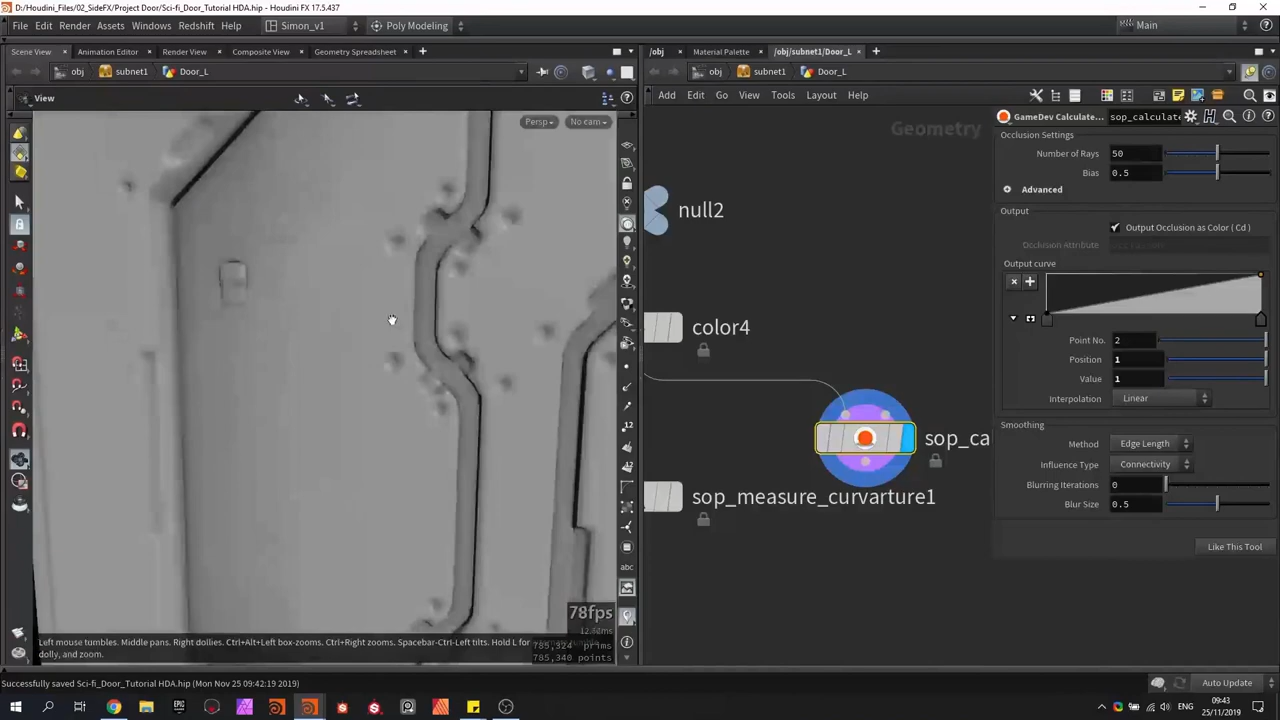 D:/Houdini_Files/02_SideFX/Project Door/Sci-fi_Door_Tutorial HDA.hip - Houdini FX 17.5.437
File Edit Render Assets Windows Redshift Help Simon_v1 Poly Modeling Main
Scene View Animation Editor Render View Composite View Geometry Spreadsheet
/obj Material Palette /obj/subnet1/Door_L
obj subnet1 Door_L
obj subnet1 Door_L
View
Add Edit Go View Tools Layout Help
Persp No cam
Geometry
null2
color4
sop_ca
sop_measure_curvarture1
GameDev Calculate... sop_calculate
Occlusion Settings
Number of Rays 50
Bias 0.5
Advanced
Output
Output Occlusion as Color ( Cd )
Occlusion Attribute
Output curve
Point No. 2
Position 1
Value 1
Interpolation Linear
Smoothing
Method Edge Length
Influence Type Connectivity
Blurring Iterations 0
Blur Size 0.5
Like This Tool
12
12
12
abc
78fps
Left mouse tumbles. Middle pans. Right dollies. Ctrl+Alt+Left box-zooms. Ctrl+Right zooms. Spacebar-Ctrl-Left tilts. Hold L for
dolly, and zoom.
785,324 prims
785,340 points
Successfully saved Sci-fi_Door_Tutorial HDA.hip (Mon Nov 25 09:42:19 2019)
Auto Update
ENG
09:43
25/11/2019